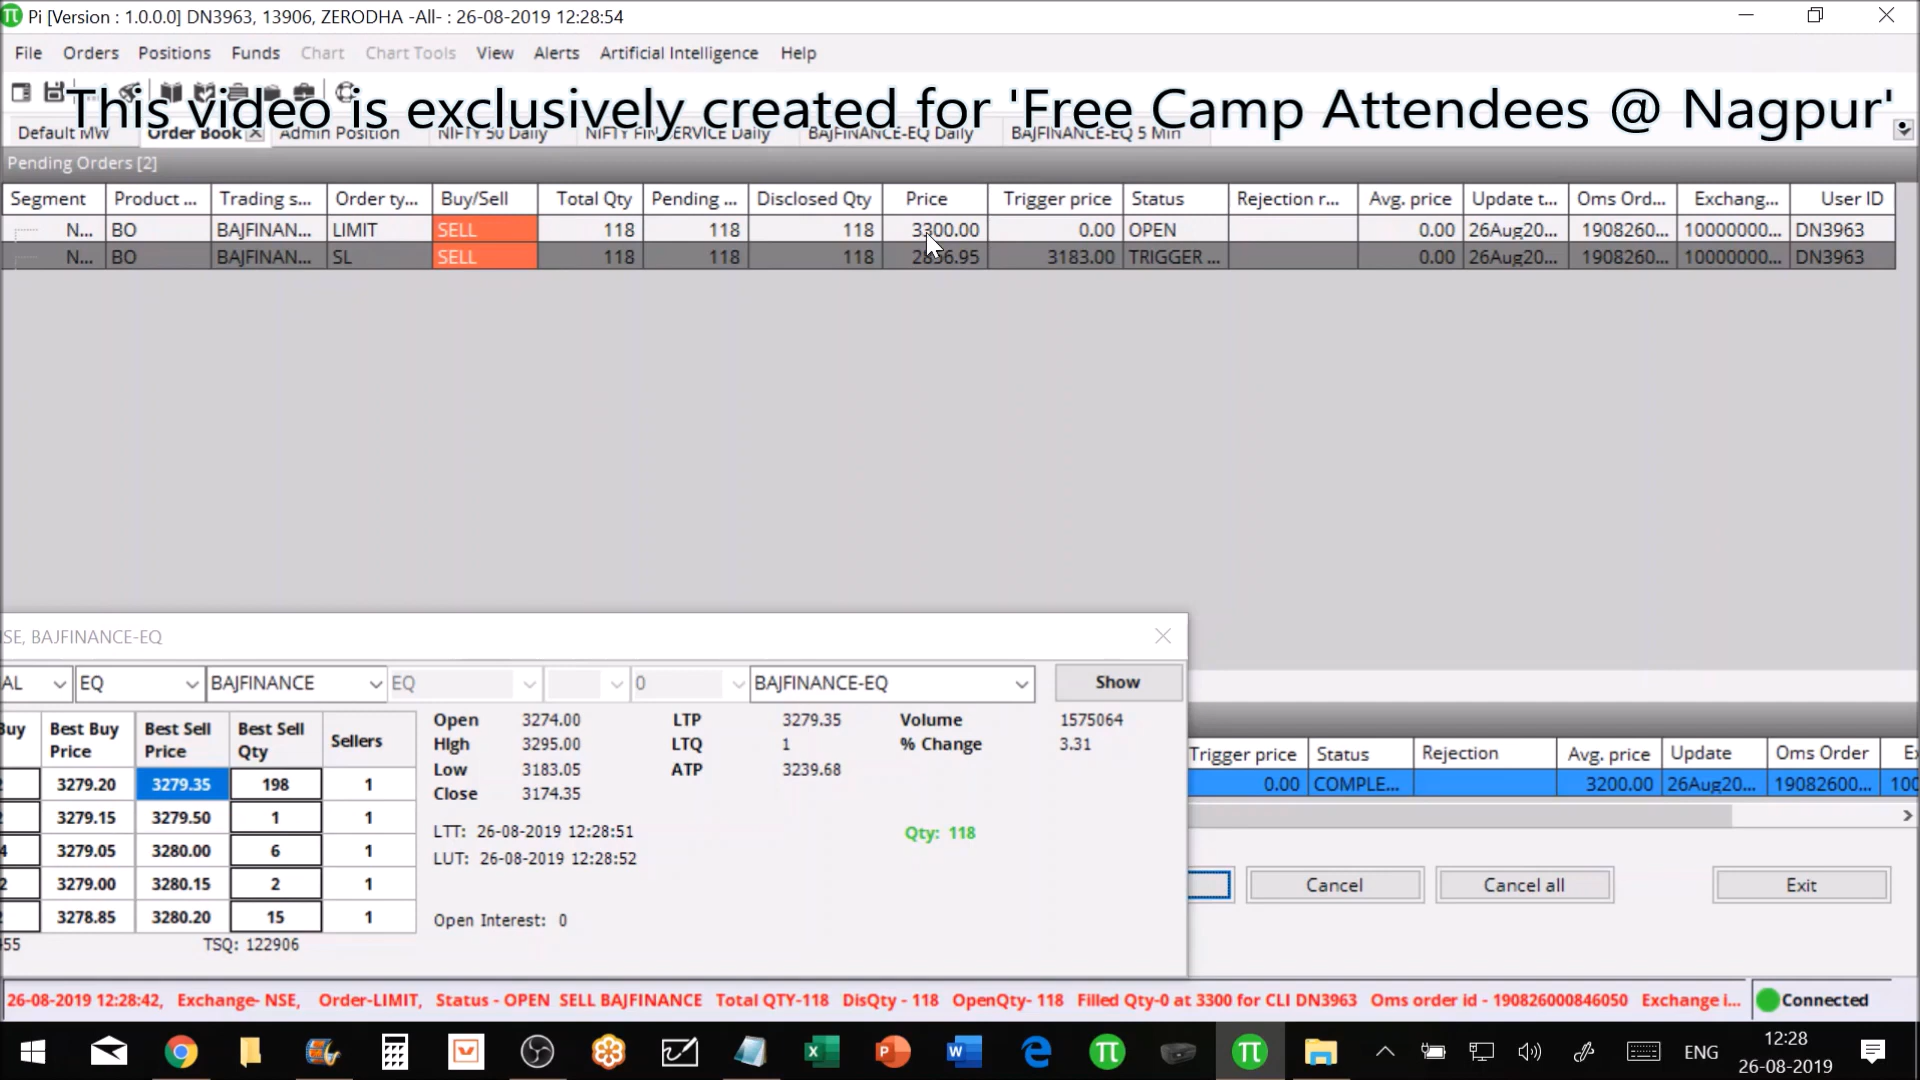 Pi [Version : 1.0.0.0] DN3963, 13906, ZERODHA -All- : 26-08-2019 12:28:54
File Orders Positions Funds Chart Chart Tools View Alerts Artificial Intelligence Help
This video is exclusively created for 'Free Camp Attendees @ Nagpur'
Default MW Order Book Admin Position NIFTY 50 Daily NIFTY FIN SERVICE Daily BAJFINANCE-EQ Daily BAJFINANCE-EQ 5 Min
Pending Orders [2]
Segment Product ... Trading s... Order ty... Buy/Sell Total Qty Pending ... Disclosed Qty Price Trigger price Status Rejection r... Avg. price Update t... Oms Ord... Exchang... User ID
N... BO BAJFINAN... LIMIT SELL 118 118 118 3300.00 0.00 OPEN 0.00 26Aug20... 1908260... 10000000... DN3963
N... BO BAJFINAN... SL SELL 118 118 118 3183.00 TRIGGER ... 0.00 26Aug20... 1908260... 10000000... DN3963
SE, BAJFINANCE-EQ
AL EQ BAJFINANCE EQ 0 BAJFINANCE-EQ Show
Buy Best Buy Price Best Sell Price Best Sell Qty Sellers
3279.20 3279.35 198 1
3279.15 3279.50 1 1
4 3279.05 3280.00 6 1
2 3279.00 3280.15 2 1
3278.85 3280.20 15 1
455 TSQ: 122906
Open 3274.00 LTP 3279.35 Volume 1575064
High 3295.00 LTQ 1 % Change 3.31
Low 3183.05 ATP 3239.68
Close 3174.35
LTT: 26-08-2019 12:28:51
Qty: 118
LUT: 26-08-2019 12:28:52
Open Interest: 0
Trigger price Status Rejection Avg. price Update Oms Order Ex
0.00 COMPLE... 3200.00 26Aug20... 19082600... 100
Cancel Cancel all Exit
26-08-2019 12:28:42, Exchange- NSE, Order-LIMIT, Status - OPEN SELL BAJFINANCE Total QTY-118 DisQty - 118 OpenQty- 118 Filled Qty-0 at 3300 for CLI DN3963 Oms order id - 190826000846050 Exchange i... Connected
ENG 12:28
26-08-2019